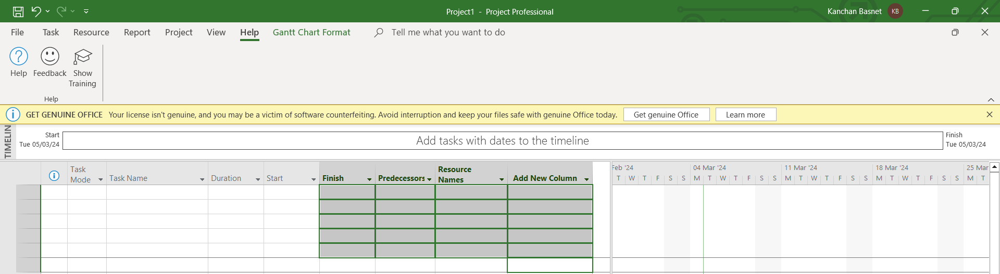 Project1 - Project Professional
Kanchan Basnet KB
File Task Resource Report Project View Help Gantt Chart Format Tell me what you want to do
Help Feedback Show Training
Help
GET GENUINE OFFICE Your license isn't genuine, and you may be a victim of software counterfeiting. Avoid interruption and keep your files safe with genuine Office today. Get genuine Office Learn more
TIMELIN
Start
Tue 05/03/24
Add tasks with dates to the timeline
Finish
Tue 05/03/24
Task Mode Task Name Duration Start Finish Predecessors Resource Names Add New Column
Feb '24 04 Mar '24 11 Mar '24 18 Mar '24 25 Mar
T W T F S S M T W T F S S M T W T F S S M T W T F S S M T